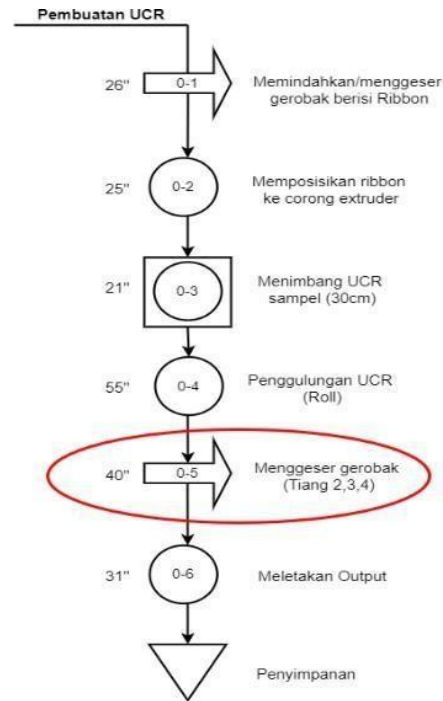 Pembuatan UCR
26" 0-1 Memindahkan/menggeser
gerobak berisi Ribbon
25" 0-2 Memposisikan ribbon
ke corong extruder
21" 0-3 Menimbang UCR
sampel (30cm)
55" 0-4 Penggulungan UCR
(Roll)
40" 0-5 Menggeser gerobak
(Tiang 2,3,4)
31" 0-6 Meletakan Output
Penyimpanan